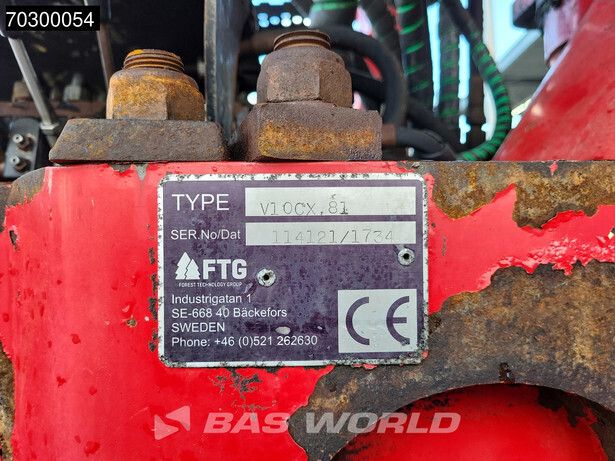 70300054
TYPE V10CX.81
SER.No/Dat 114121/1734
FTG
FOREST TECHNOLOGY GROUP
Industrigatan 1
SE-668 40 Bäckefors
SWEDEN
Phone: +46 (0)521 262630
CE
BAS WORLD